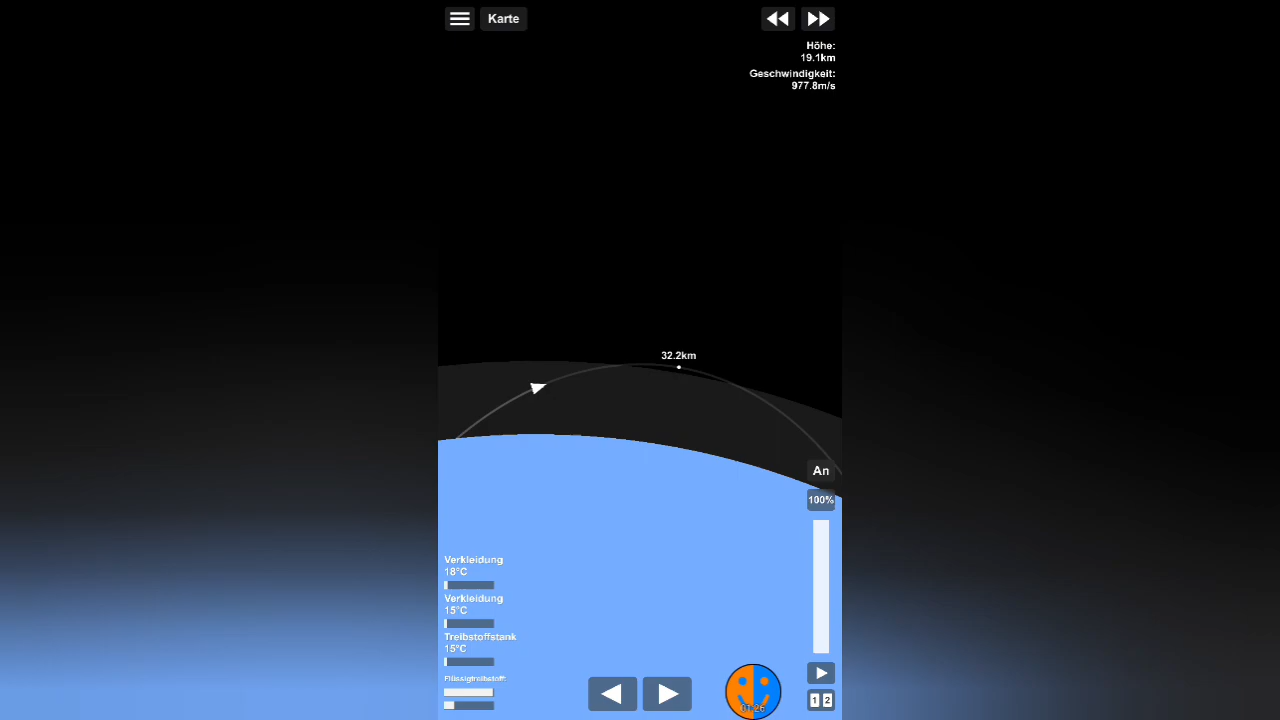 Karte
Höhe:
19.1km
Geschwindigkeit:
977.8m/s
32.2km
An
100%
Verkleidung
18°C
Verkleidung
15°C
Treibstoffstank
15°C
Flüssigtreibstoff:
1 2